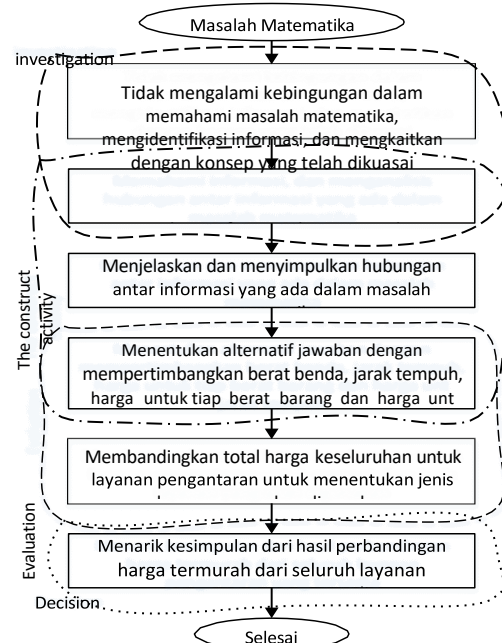 Masalah Matematika
investigation
Tidak mengalami kebingungan dalam
memahami masalah matematika,
mengidentifikasi informasi, dan mengkaitkan
dengan konsep yang telah dikuasai
Menjelaskan dan menyimpulkan hubungan
antar informasi yang ada dalam masalah
The construct
activity
Menentukan alternatif jawaban dengan
mempertimbangkan berat benda, jarak tempuh,
harga untuk tiap berat barang dan harga unt
Membandingkan total harga keseluruhan untuk
layanan pengantaran untuk menentukan jenis
Evaluation
Menarik kesimpulan dari hasil perbandingan
harga termurah dari seluruh layanan
Decision
Selesai